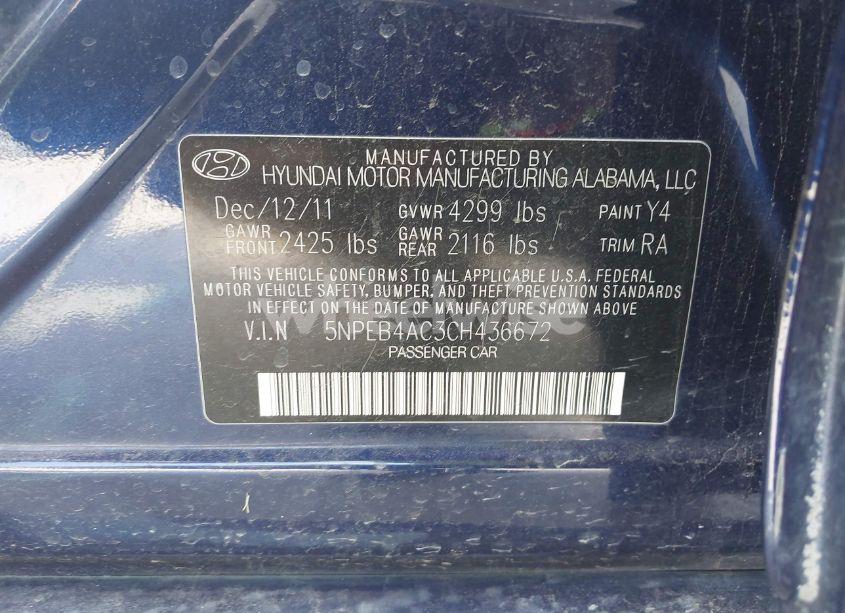 MANUFACTURED BY
HYUNDAI MOTOR MANUFACTURING ALABAMA, LLC
Dec/12/11 GVWR 4299 lbs PAINT Y4
GAWR FRONT 2425 lbs GAWR REAR 2116 lbs TRIM RA
THIS VEHICLE CONFORMS TO ALL APPLICABLE U.S.A. FEDERAL
MOTOR VEHICLE SAFETY, BUMPER, AND THEFT PREVENTION STANDARDS
IN EFFECT ON THE DATE OF MANUFACTURE SHOWN ABOVE
V.I.N 5NPEB4AC3CH436672
PASSENGER CAR